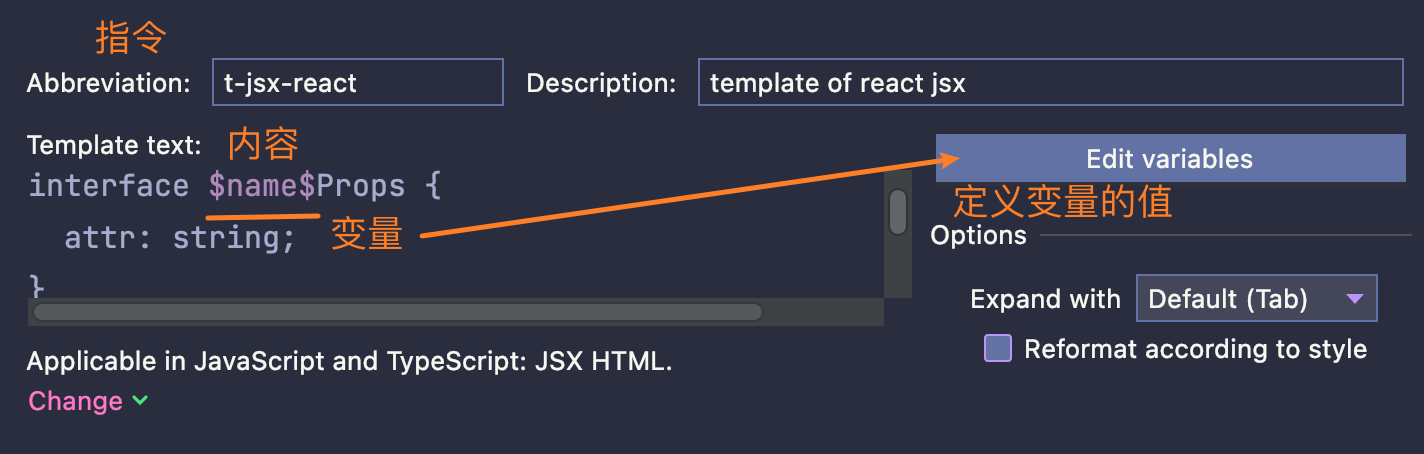 指令
Abbreviation: t-jsx-react Description: template of react jsx
Template text: 内容
Edit variables
interface $name$Props {
定义变量的值
attr: string; 变量
Options
}
Expand with Default (Tab)
Reformat according to style
Applicable in JavaScript and TypeScript: JSX HTML.
Change